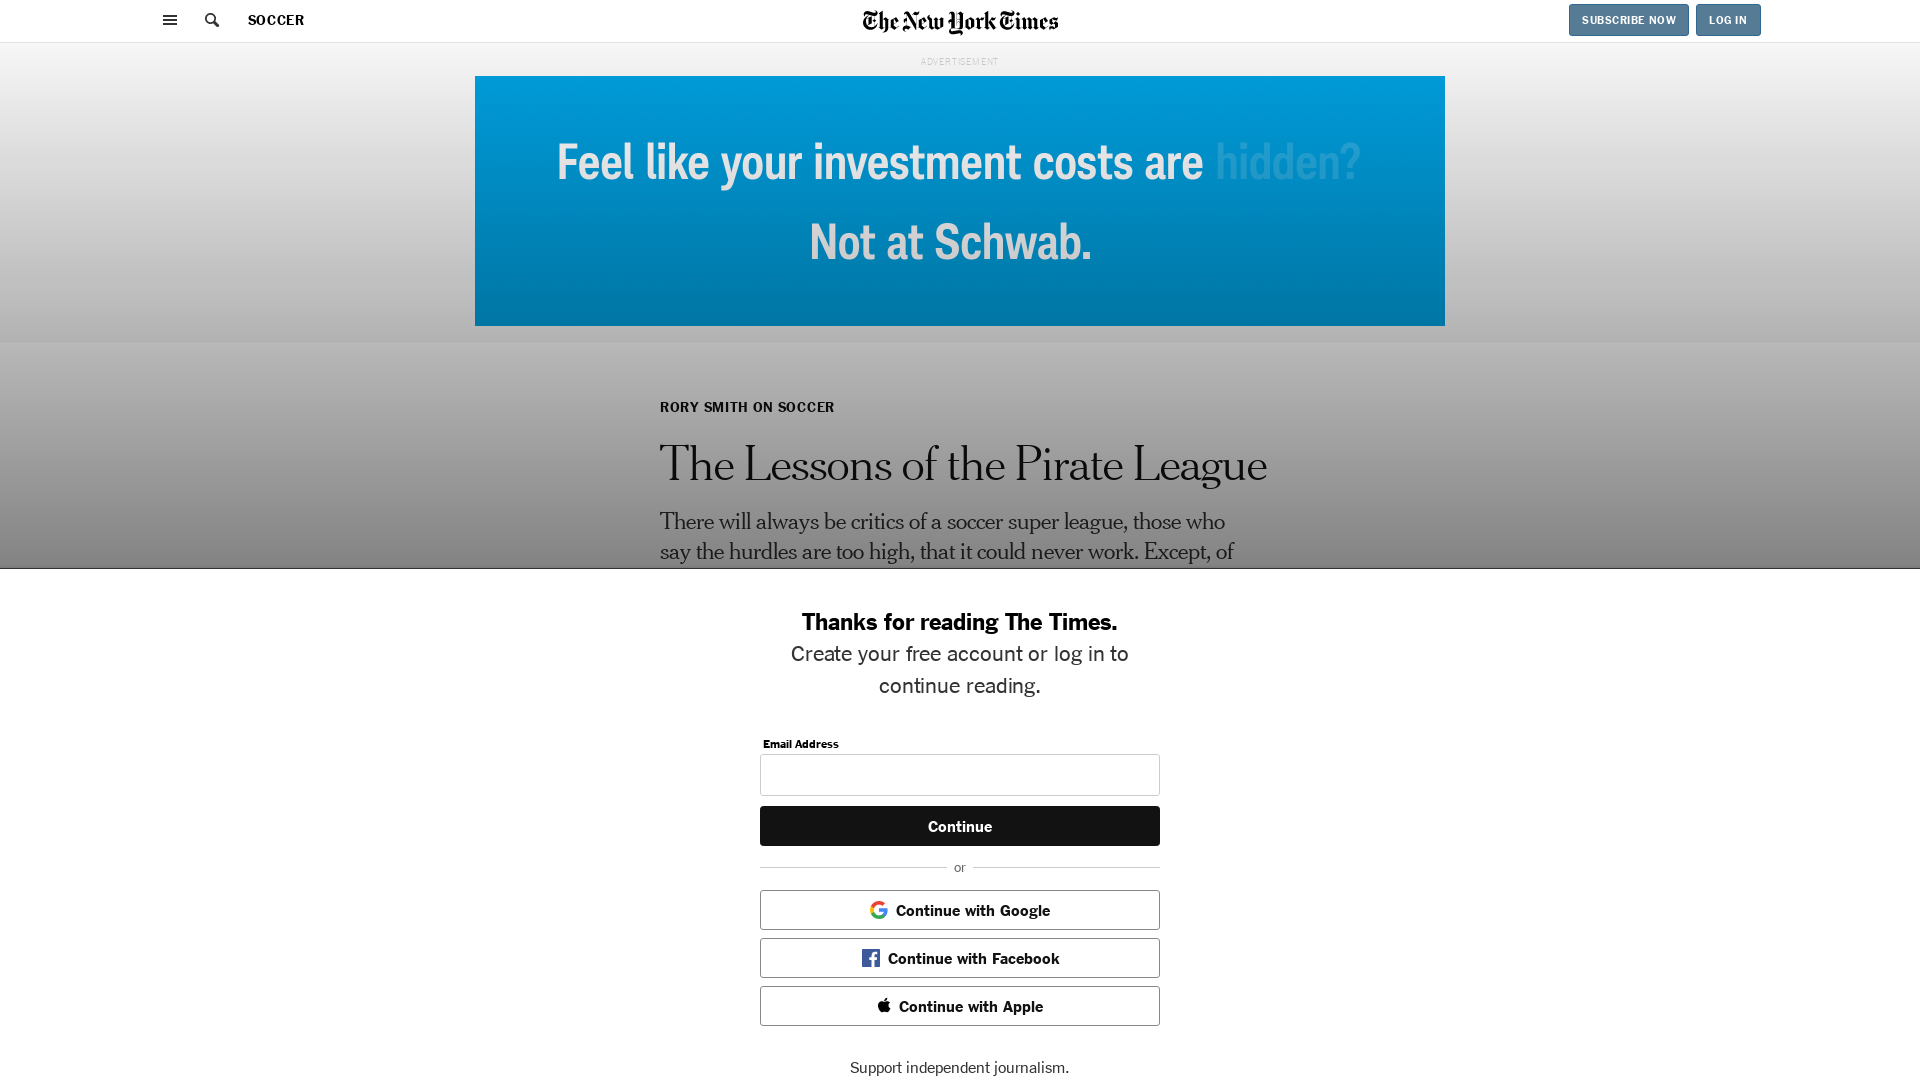 SOCCER
The New York Times
SUBSCRIBE NOW
LOG IN
ADVERTISEMENT
Feel like your investment costs are hidden?
Not at Schwab.
RORY SMITH ON SOCCER
The Lessons of the Pirate League
There will always be critics of a soccer super league, those who
say the hurdles are too high, that it could never work. Except, of
Thanks for reading The Times.
Create your free account or log in to
continue reading.
Email Address
Continue
or
Continue with Google
Continue with Facebook
Continue with Apple
Support independent journalism.